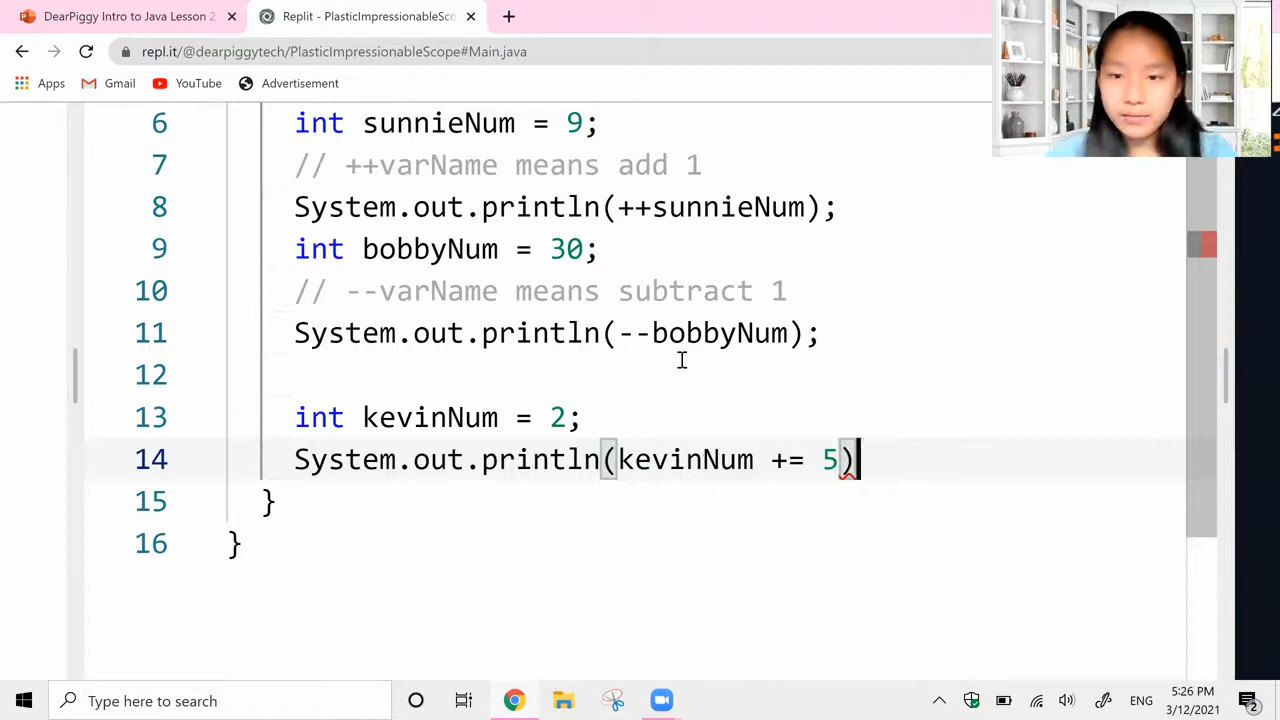 DearPiggy Intro to Java Lesson 2
Replit - PlasticImpressionableSco
repl.it/@dearpiggytech/PlasticImpressionableScope#Main.java
Apps Gmail YouTube Advertisement
6 int sunnieNum = 9;
7 // ++varName means add 1
8 System.out.println(++sunnieNum);
9 int bobbyNum = 30;
10 // --varName means subtract 1
11 System.out.println(--bobbyNum);
12
13 int kevinNum = 2;
14 System.out.println(kevinNum += 5)
15 }
16 }
Type here to search
ENG
5:26 PM
3/12/2021
2